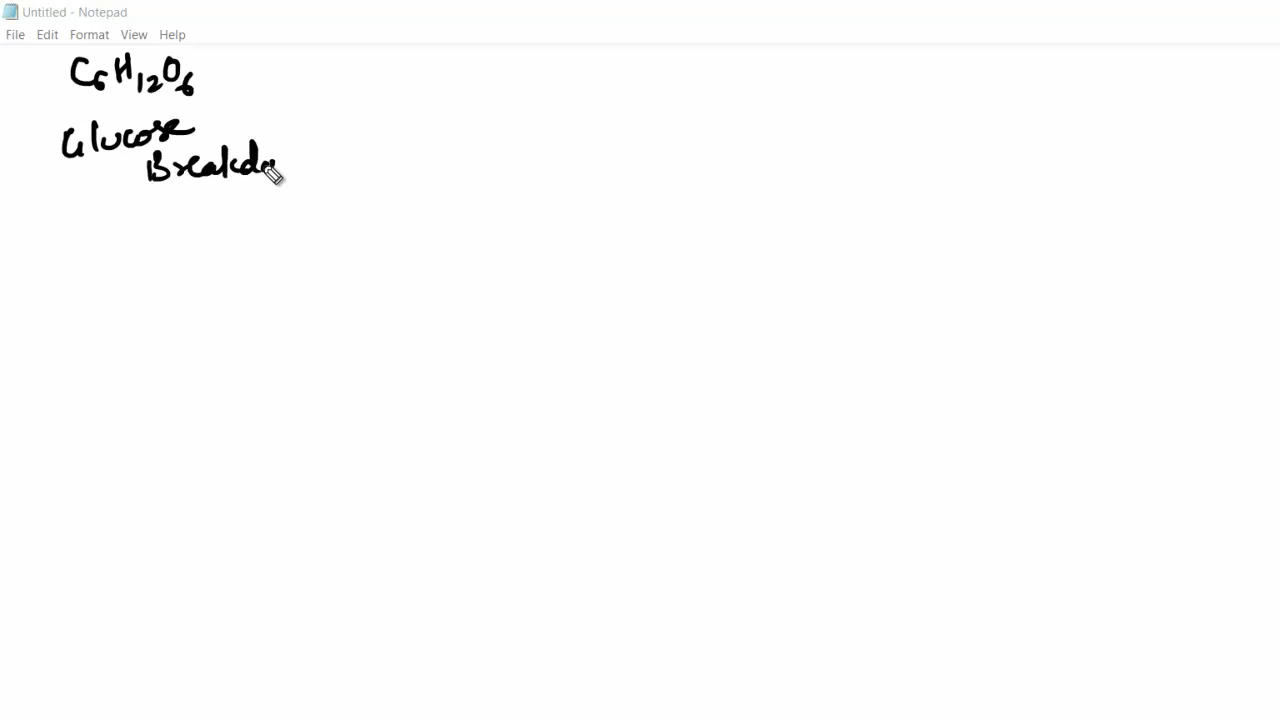 Untitled - Notepad
File Edit Format View Help
C6H12O6
Glucose
Breakdo